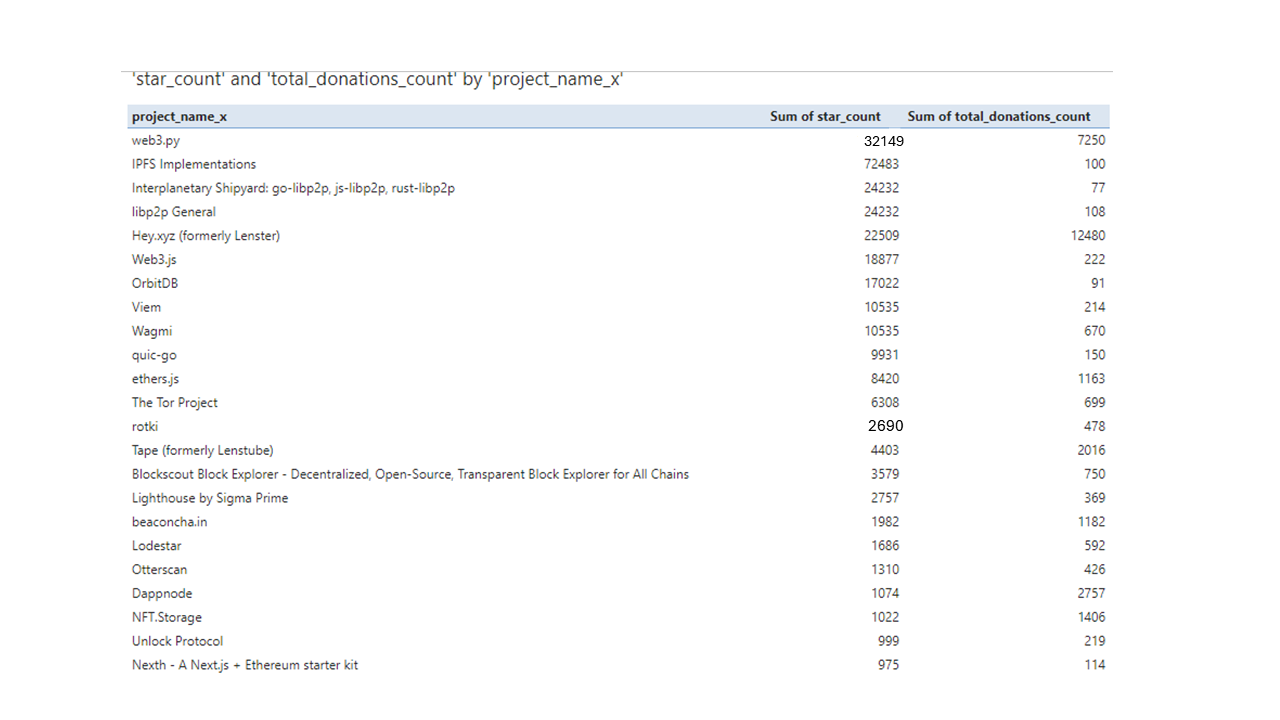 'star_count' and 'total_donations_count' by 'project_name_x'
project_name_x Sum of star_count Sum of total_donations_count
web3.py 32149 7250
IPFS Implementations 72483 100
Interplanetary Shipyard: go-libp2p, js-libp2p, rust-libp2p 24232 77
libp2p General 24232 108
Hey.xyz (formerly Lenster) 22509 12480
Web3.js 18877 222
OrbitDB 17022 91
Viem 10535 214
Wagmi 10535 670
quic-go 9931 150
ethers.js 8420 1163
The Tor Project 6308 699
rotki 2690 478
Tape (formerly Lenstube) 4403 2016
Blockscout Block Explorer - Decentralized, Open-Source, Transparent Block Explorer for All Chains 3579 750
Lighthouse by Sigma Prime 2757 369
beaconcha.in 1982 1182
Lodestar 1686 592
Otterscan 1310 426
Dappnode 1074 2757
NFT.Storage 1022 1406
Unlock Protocol 999 219
Nexth - A Next.js + Ethereum starter kit 975 114